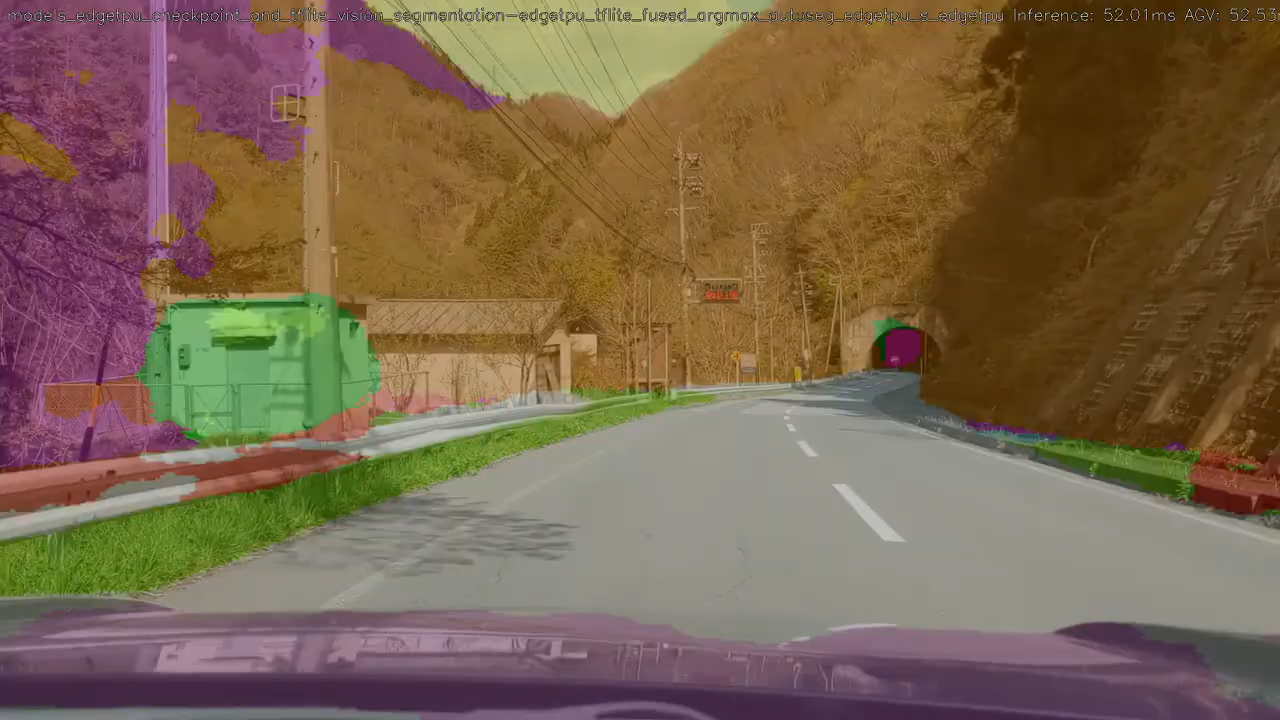 models_edgetpu_checkpoint_and_tflite_vision_segmentation-edgetpu_tflite_fused_argmax_autoseg_edgetpu_s_edgetpu Inference: 52.01ms AGV: 52.53